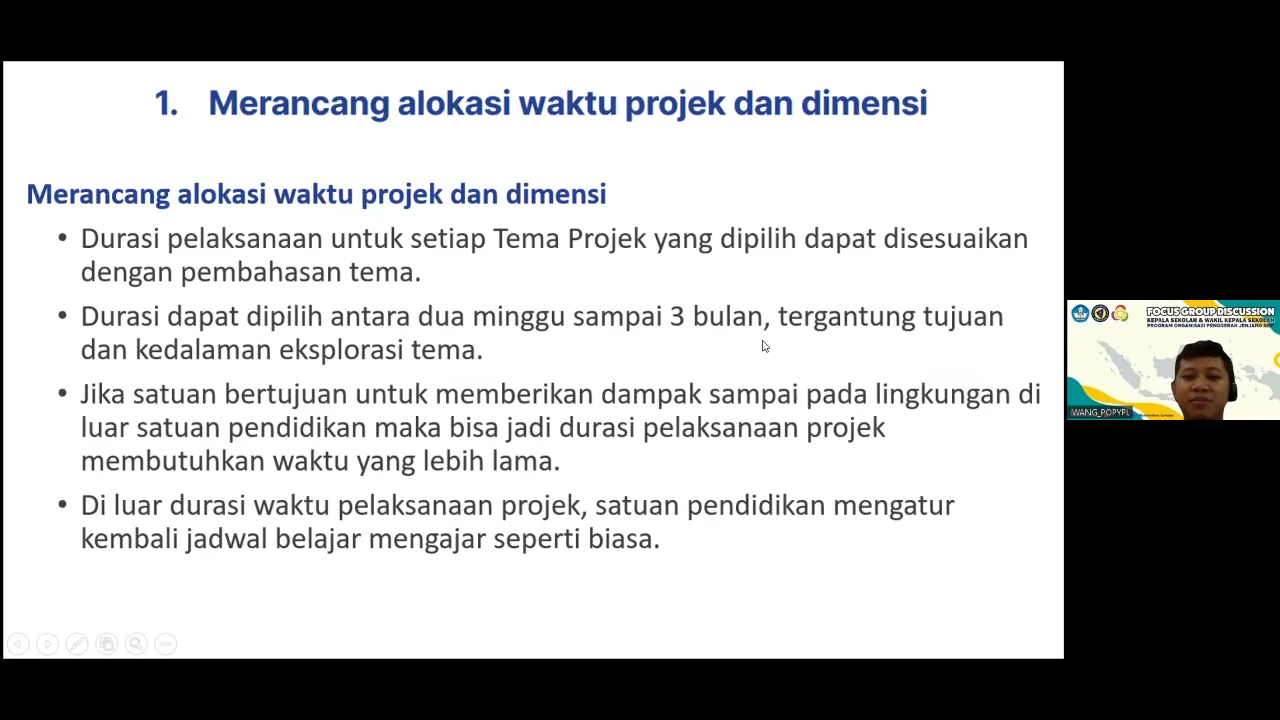 1. Merancang alokasi waktu projek dan dimensi
Merancang alokasi waktu projek dan dimensi
• Durasi pelaksanaan untuk setiap Tema Projek yang dipilih dapat disesuaikan
dengan pembahasan tema.
• Durasi dapat dipilih antara dua minggu sampai 3 bulan, tergantung tujuan
dan kedalaman eksplorasi tema.
• Jika satuan bertujuan untuk memberikan dampak sampai pada lingkungan di
luar satuan pendidikan maka bisa jadi durasi pelaksanaan projek
membutuhkan waktu yang lebih lama.
• Di luar durasi waktu pelaksanaan projek, satuan pendidikan mengatur
kembali jadwal belajar mengajar seperti biasa.
FOCUS GROUP DISCUSSION
KEPALA SEKOLAH & WAKIL KEPALA SEKOLAH
PROGRAM ORGANISASI PENGGERAK JENJANG SMP
WANG_POPYPL